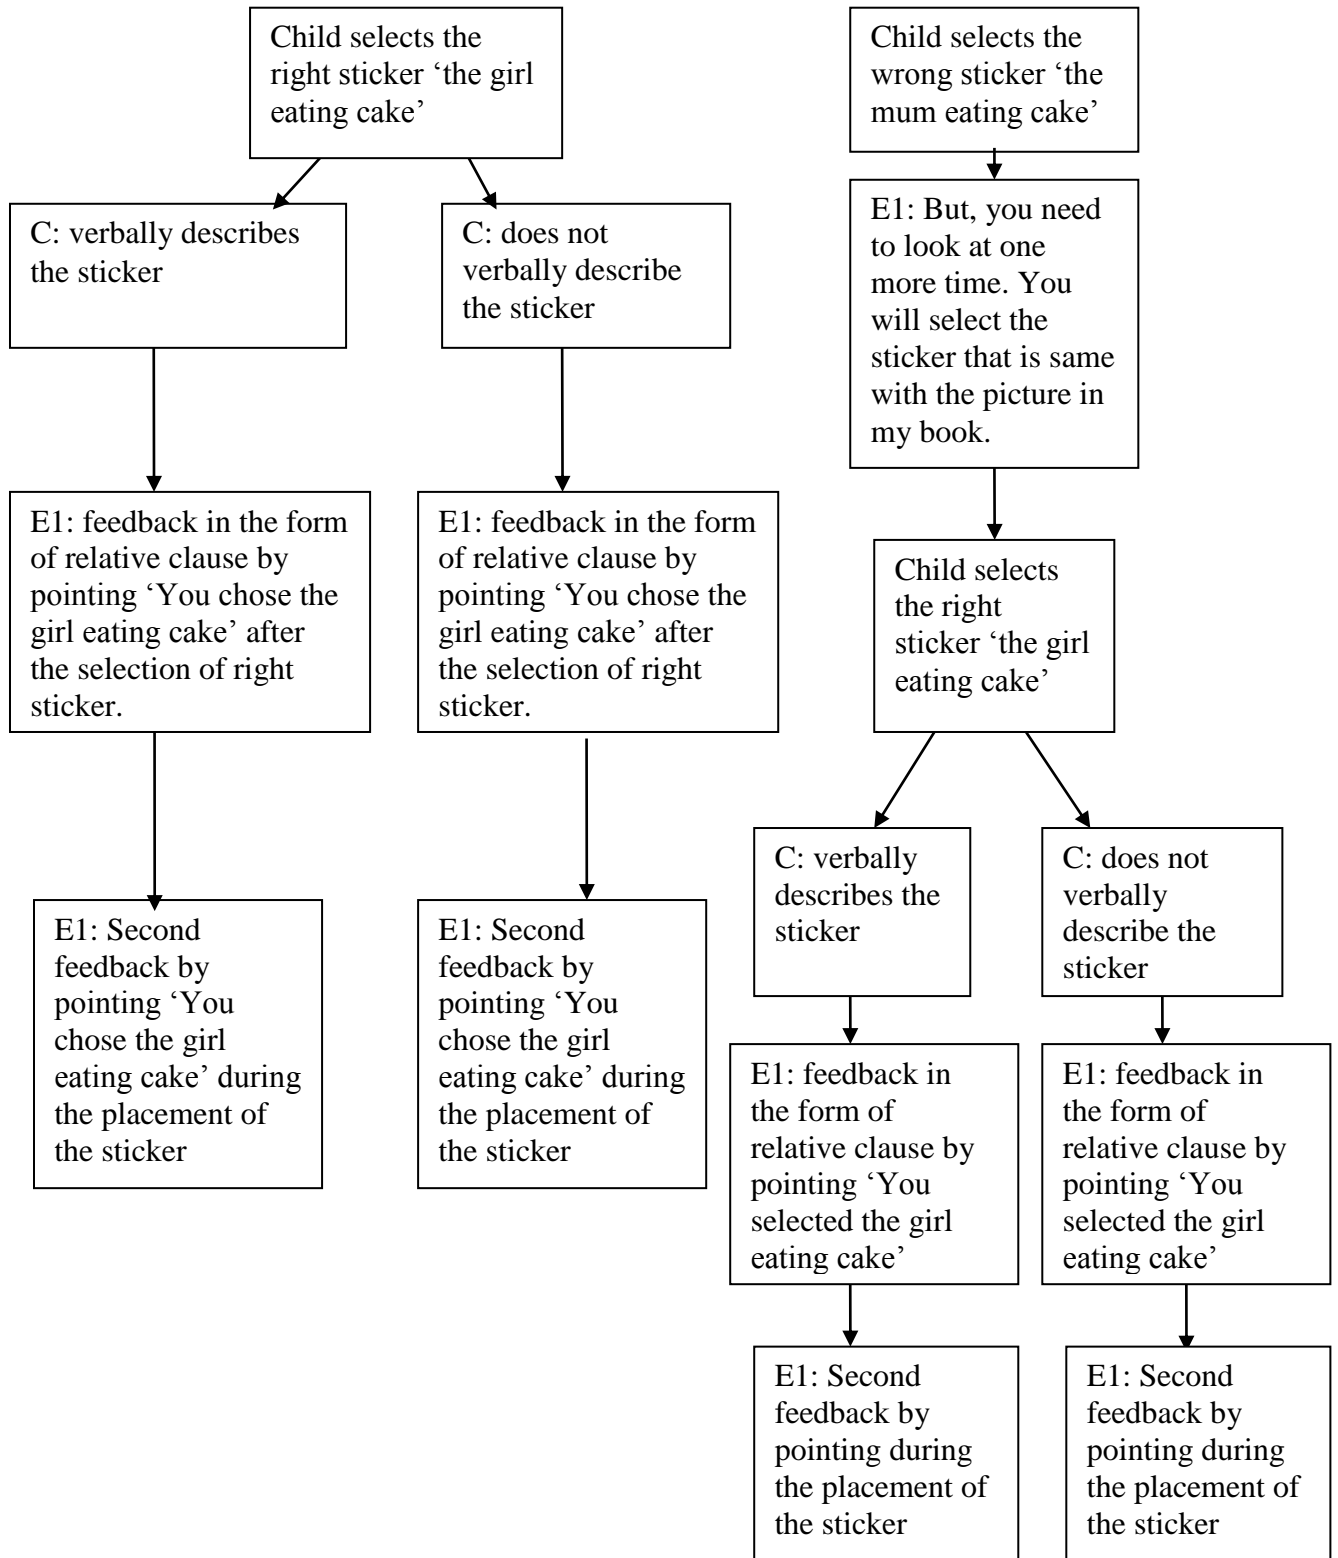 Child selects the
right sticker ‘the girl
eating cake’
C: verbally describes
the sticker
C: does not
verbally describe
the sticker
E1: feedback in the form
of relative clause by
pointing ‘You chose the
girl eating cake’ after
the selection of right
sticker.
E1: feedback in the form
of relative clause by
pointing ‘You chose the
girl eating cake’ after
the selection of right
sticker.
E1: Second
feedback by
pointing ‘You
chose the girl
eating cake’ during
the placement of
the sticker
E1: Second
feedback by
pointing ‘You
chose the girl
eating cake’ during
the placement of
the sticker
Child selects the
wrong sticker ‘the
mum eating cake’
E1: But, you need
to look at one
more time. You
will select the
sticker that is same
with the picture in
my book.
Child selects
the right
sticker ‘the girl
eating cake’
C: verbally
describes the
sticker
C: does not
verbally
describe the
sticker
E1: feedback in
the form of
relative clause by
pointing ‘You
selected the girl
eating cake’
E1: feedback in
the form of
relative clause by
pointing ‘You
selected the girl
eating cake’
E1: Second
feedback by
pointing during
the placement of
the sticker
E1: Second
feedback by
pointing during
the placement of
the sticker